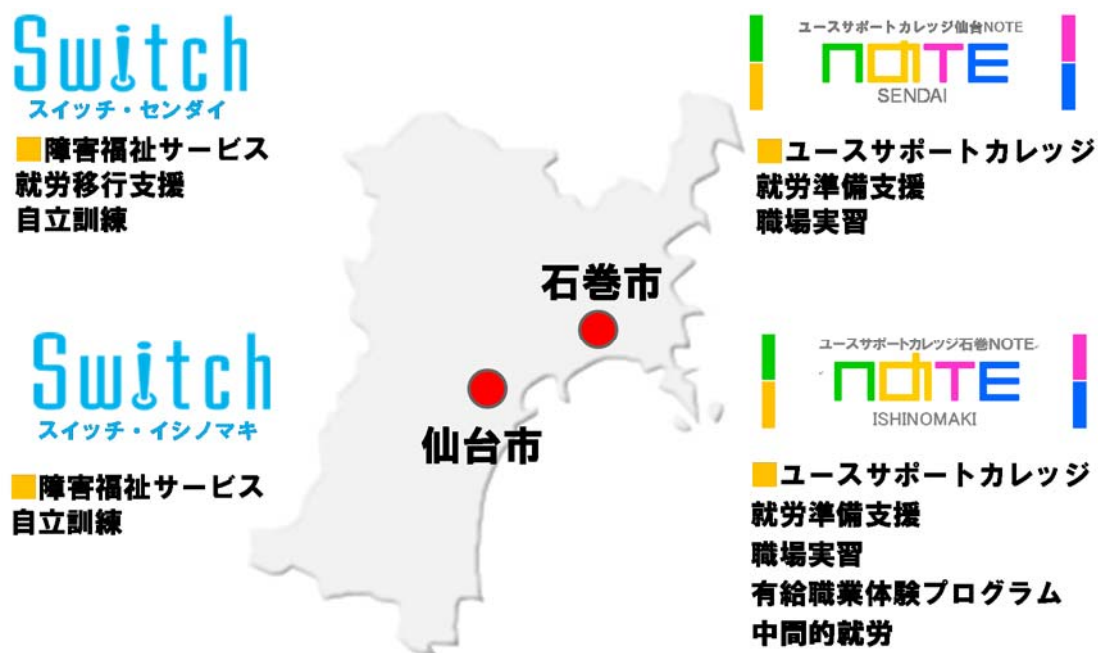 Switch
スイッチ・センダイ
■障害福祉サービス
就労移行支援
自立訓練
ユースサポートカレッジ仙台NOTE
NOTE
SENDAI
■ユースサポートカレッジ
就労準備支援
職場実習
石巻市
仙台市
Switch
スイッチ・イシノマキ
■障害福祉サービス
自立訓練
ユースサポートカレッジ石巻NOTE
NOTE
ISHINOMAKI
■ユースサポートカレッジ
就労準備支援
職場実習
有給職業体験プログラム
中間的就労